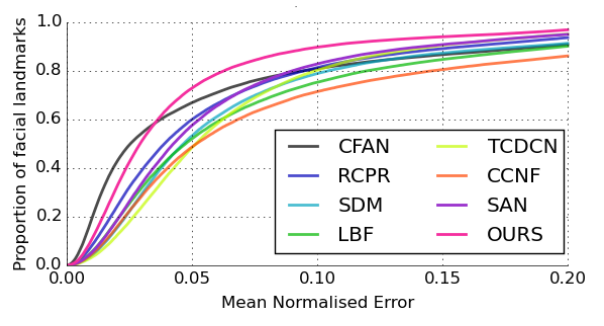 1.0
0.8
0.6
0.4
0.2
0.0
Proportion of facial landmarks
CFAN TCDCN
RCPR CCNF
SDM SAN
LBF OURS
0.00 0.05 0.10 0.15 0.20
Mean Normalised Error